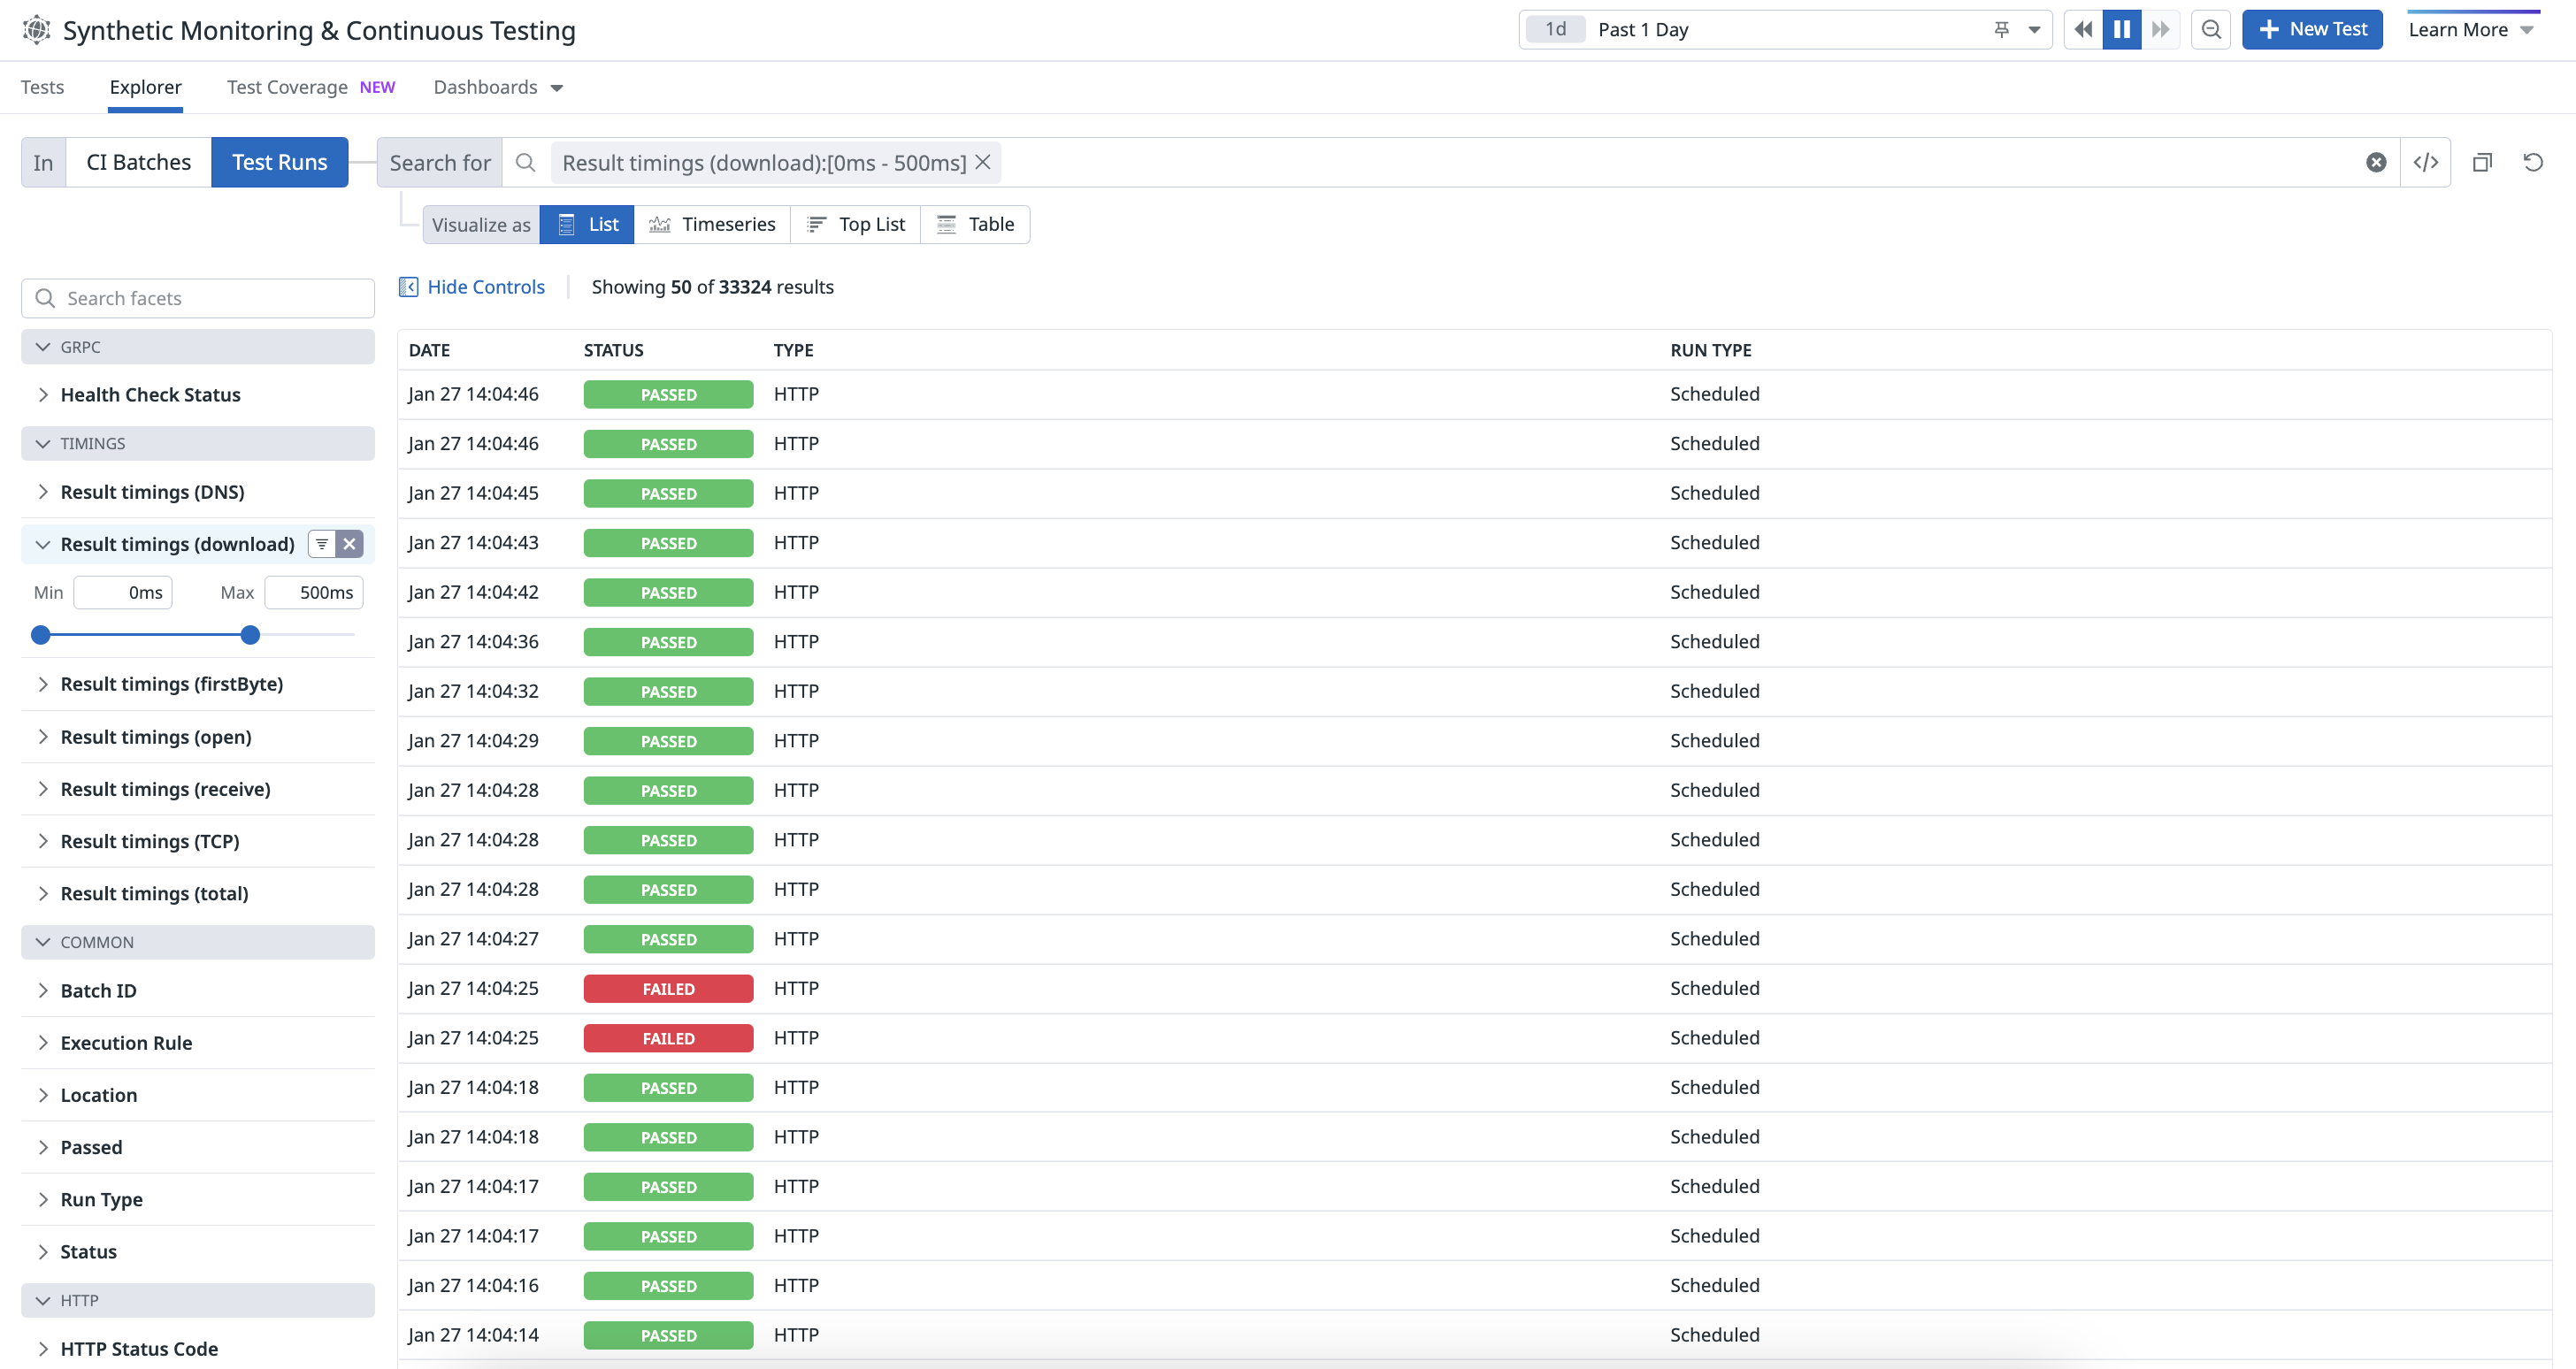 Synthetic Monitoring & Continuous Testing
1d Past 1 Day
New Test
Learn More
Tests Explorer Test Coverage NEW Dashboards
In CI Batches Test Runs Search for Result timings (download):[0ms - 500ms]
</>
Visualize as List Timeseries Top List Table
Search facets
GRPC
Health Check Status
TIMINGS
Result timings (DNS)
Result timings (download)
Min 0ms Max 500ms
Result timings (firstByte)
Result timings (open)
Result timings (receive)
Result timings (TCP)
Result timings (total)
COMMON
Batch ID
Execution Rule
Location
Passed
Run Type
Status
HTTP
HTTP Status Code
Hide Controls Showing 50 of 33324 results
DATE STATUS TYPE RUN TYPE
Jan 27 14:04:46 PASSED HTTP Scheduled
Jan 27 14:04:46 PASSED HTTP Scheduled
Jan 27 14:04:45 PASSED HTTP Scheduled
Jan 27 14:04:43 PASSED HTTP Scheduled
Jan 27 14:04:42 PASSED HTTP Scheduled
Jan 27 14:04:36 PASSED HTTP Scheduled
Jan 27 14:04:32 PASSED HTTP Scheduled
Jan 27 14:04:29 PASSED HTTP Scheduled
Jan 27 14:04:28 PASSED HTTP Scheduled
Jan 27 14:04:28 PASSED HTTP Scheduled
Jan 27 14:04:28 PASSED HTTP Scheduled
Jan 27 14:04:27 PASSED HTTP Scheduled
Jan 27 14:04:25 FAILED HTTP Scheduled
Jan 27 14:04:25 FAILED HTTP Scheduled
Jan 27 14:04:18 PASSED HTTP Scheduled
Jan 27 14:04:18 PASSED HTTP Scheduled
Jan 27 14:04:17 PASSED HTTP Scheduled
Jan 27 14:04:17 PASSED HTTP Scheduled
Jan 27 14:04:16 PASSED HTTP Scheduled
Jan 27 14:04:14 PASSED HTTP Scheduled